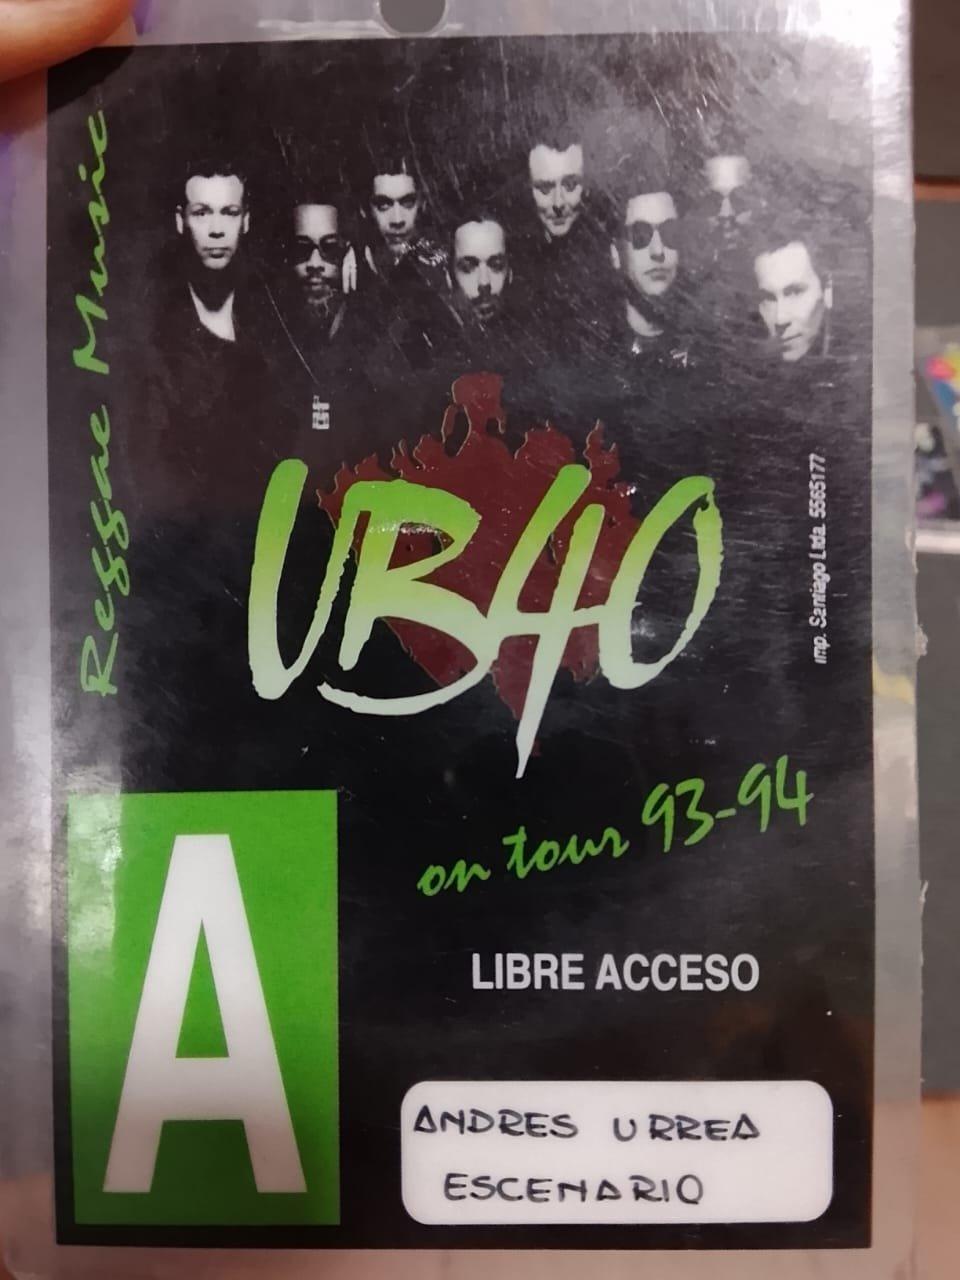 Reggae Music
UB40
imp. Santiago Ltda. 5565177
on tour 93-94
A
LIBRE ACCESO
ANDRES URREA
ESCENARIO